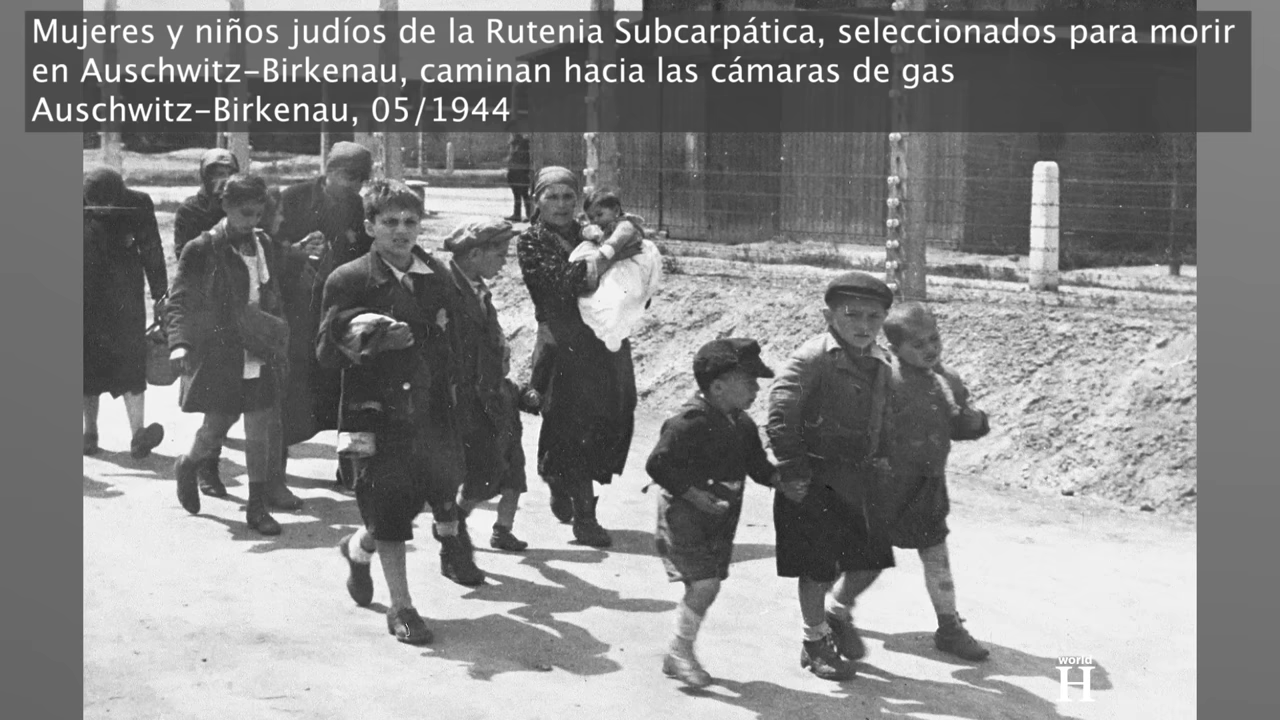 Mujeres y niños judíos de la Rutenia Subcarpática, seleccionados para morir
en Auschwitz-Birkenau, caminan hacia las cámaras de gas
Auschwitz-Birkenau, 05/1944
world
H